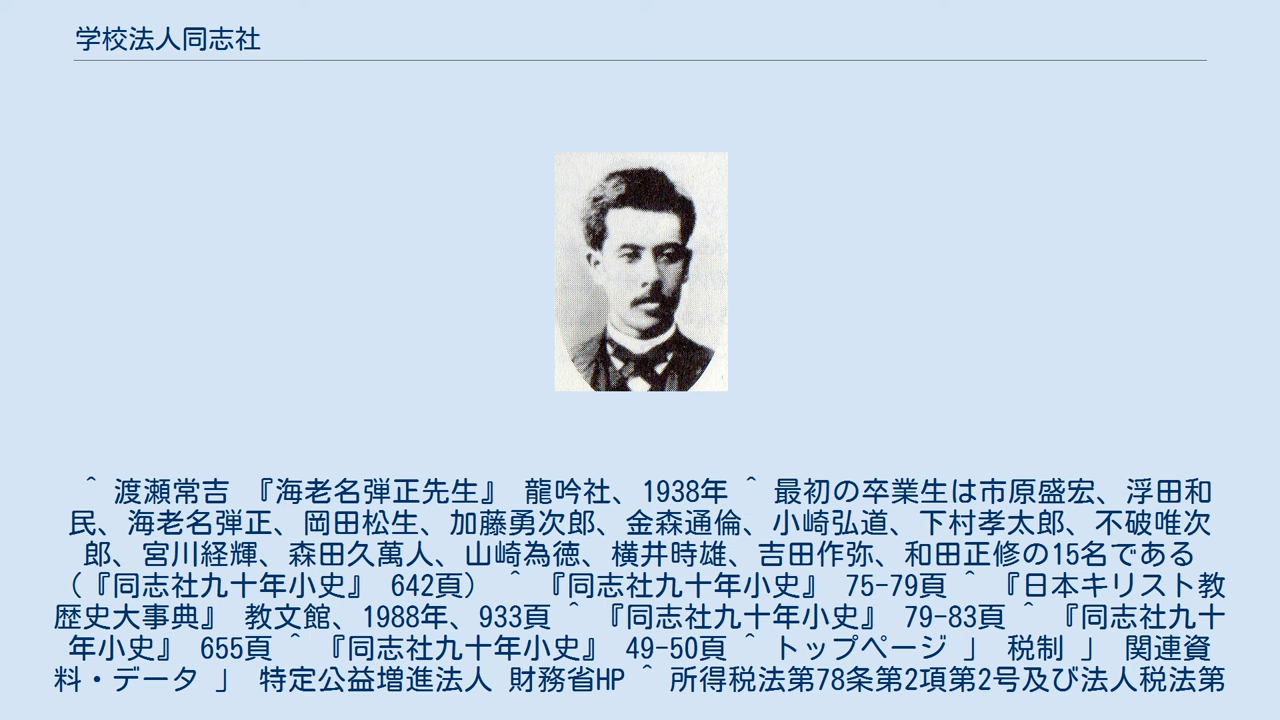 学校法人同志社
^ 渡瀬常吉 『海老名弾正先生』 龍吟社、1938年 ^ 最初の卒業生は市原盛宏、浮田和
民、海老名弾正、岡田松生、加藤勇次郎、金森通倫、小崎弘道、下村孝太郎、不破唯次
郎、宮川経輝、森田久萬人、山崎為徳、横井時雄、吉田作弥、和田正修の15名である
(『同志社九十年小史』 642頁) ^ 『同志社九十年小史』 75-79頁 ^ 『日本キリスト教
歴史大事典』 教文館、1988年、933頁 ^ 『同志社九十年小史』 79-83頁 ^ 『同志社九十
年小史』 655頁 ^ 『同志社九十年小史』 49-50頁 ^ トップページ 」 税制 」 関連資
料・データ 」 特定公益増進法人 財務省HP ^ 所得税法第78条第2項第2号及び法人税法第